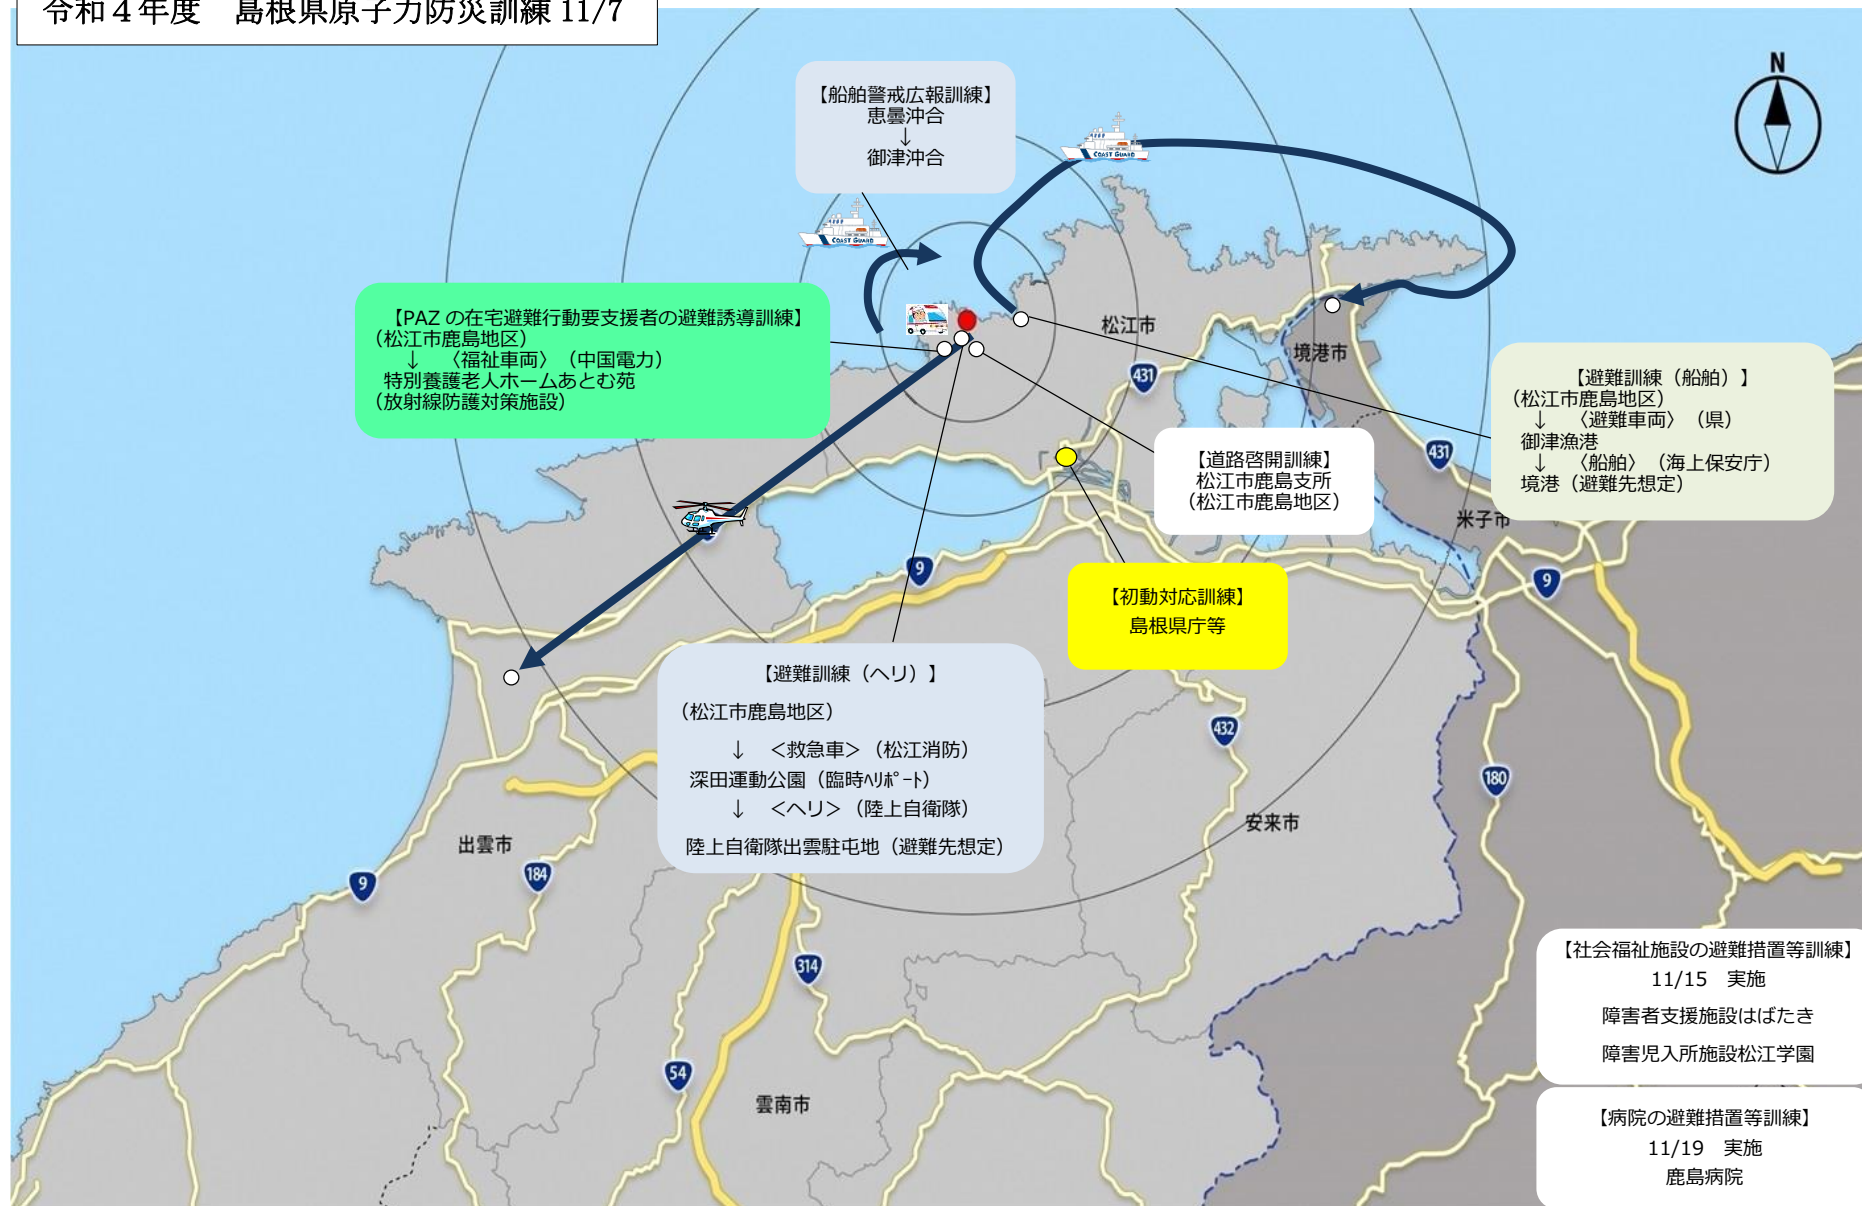 令和４年度　島根県原子力防災訓練 11/7
N
【船舶警戒広報訓練】
恵曇沖合
↓
御津沖合
COAST GUARD
COAST GUARD
【PAZ の在宅避難行動要支援者の避難誘導訓練】
（松江市鹿島地区）
↓　〈福祉車両〉（中国電力）
特別養護老人ホームあとむ苑
（放射線防護対策施設）
松江市
境港市
431
431
【避難訓練（船舶）】
（松江市鹿島地区）
↓　〈避難車両〉（県）
御津漁港
↓　〈船舶〉（海上保安庁）
境港（避難先想定）
【道路啓開訓練】
松江市鹿島支所
（松江市鹿島地区）
米子市
9
9
【初動対応訓練】
島根県庁等
【避難訓練（ヘリ）】
（松江市鹿島地区）
↓　＜救急車＞（松江消防）
深田運動公園（臨時ﾍﾘﾎﾟｰﾄ）
↓　＜ヘリ＞（陸上自衛隊）
陸上自衛隊出雲駐屯地（避難先想定）
432
180
安来市
出雲市
184
9
314
54
雲南市
【社会福祉施設の避難措置等訓練】
11/15　実施
障害者支援施設はばたき
障害児入所施設松江学園
【病院の避難措置等訓練】
11/19　実施
鹿島病院